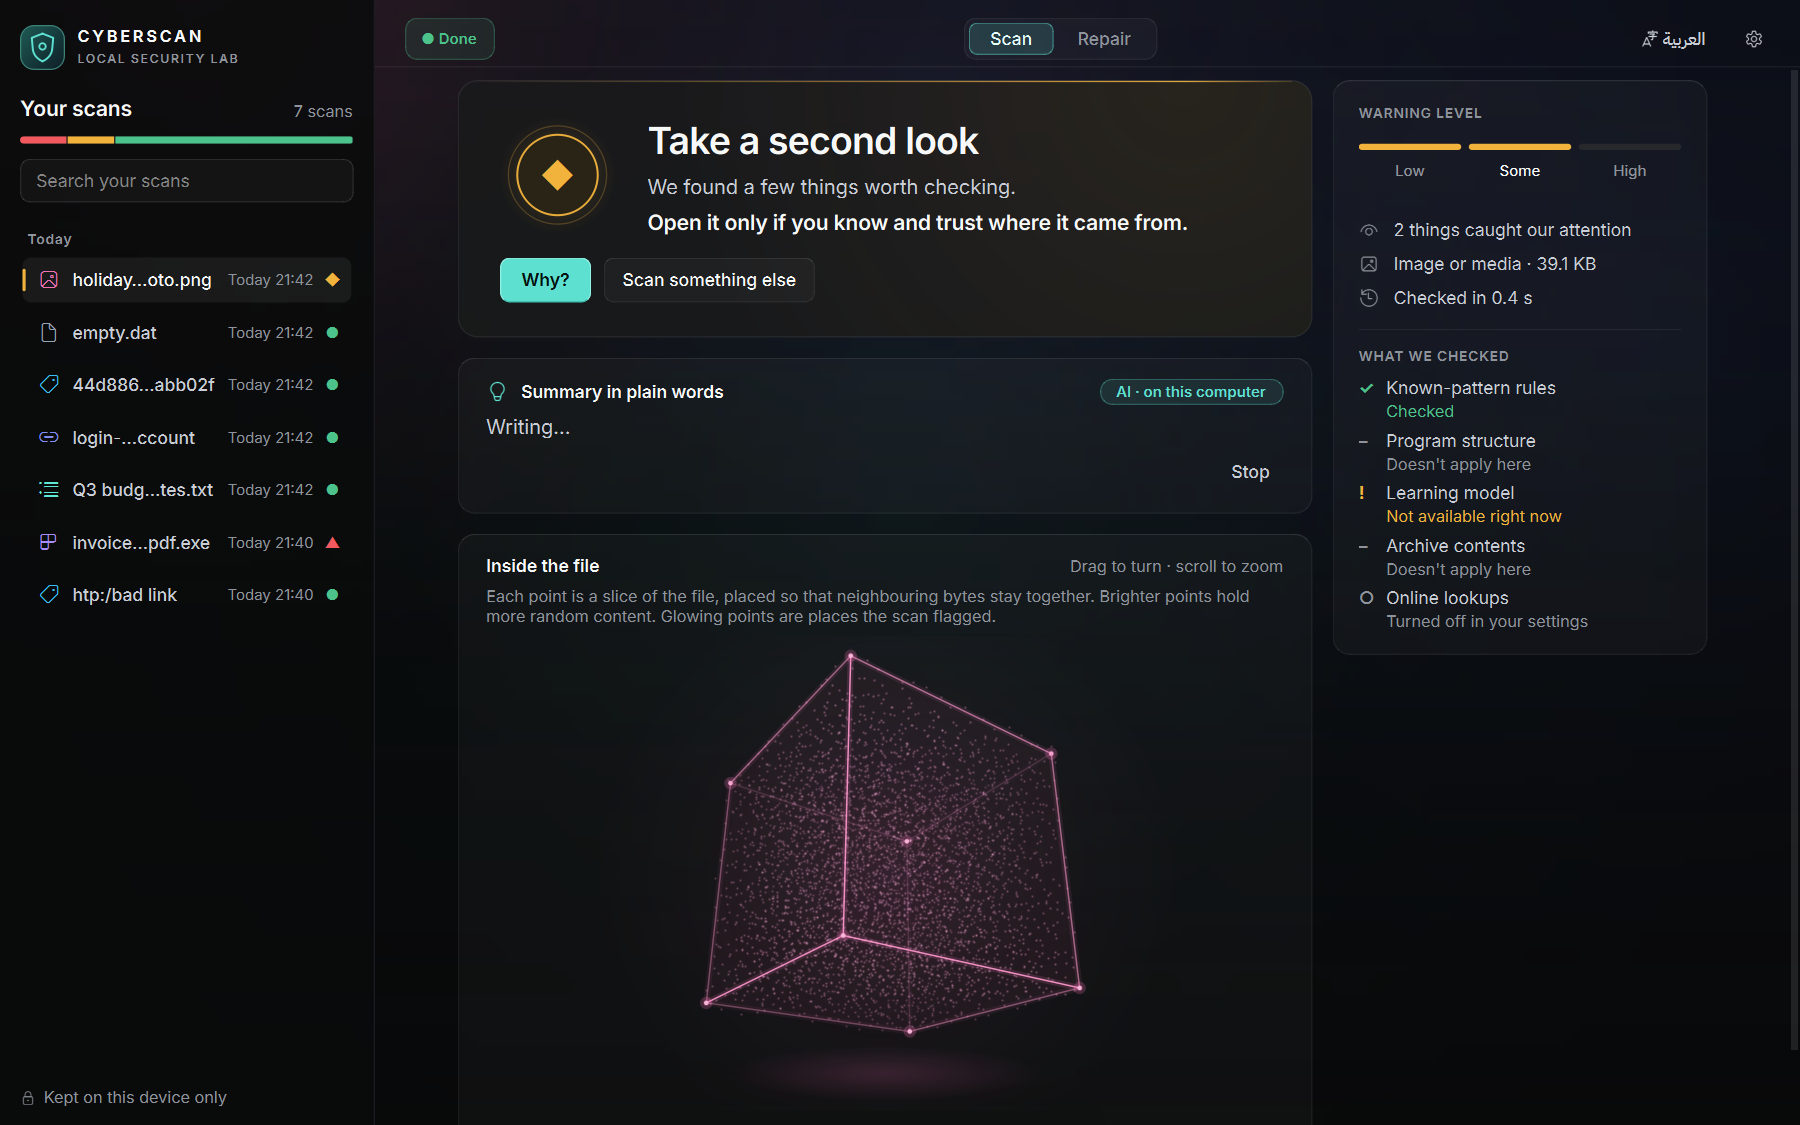 CYBERSCAN
LOCAL SECURITY LAB
Your scans
7 scans
Search your scans
Today
holiday...oto.png Today 21:42
empty.dat Today 21:42
44d886...abb02f Today 21:42
login-...ccount Today 21:42
Q3 budg...tes.txt Today 21:42
invoice...pdf.exe Today 21:40
htp:/bad link Today 21:40
Kept on this device only
Done
Scan
Repair
العربية
Take a second look
We found a few things worth checking.
Open it only if you know and trust where it came from.
Why?
Scan something else
Summary in plain words
AI · on this computer
Writing...
Stop
Inside the file
Drag to turn · scroll to zoom
Each point is a slice of the file, placed so that neighbouring bytes stay together. Brighter points hold
more random content. Glowing points are places the scan flagged.
WARNING LEVEL
Low
Some
High
2 things caught our attention
Image or media · 39.1 KB
Checked in 0.4 s
WHAT WE CHECKED
Known-pattern rules
Checked
Program structure
Doesn't apply here
Learning model
Not available right now
Archive contents
Doesn't apply here
Online lookups
Turned off in your settings